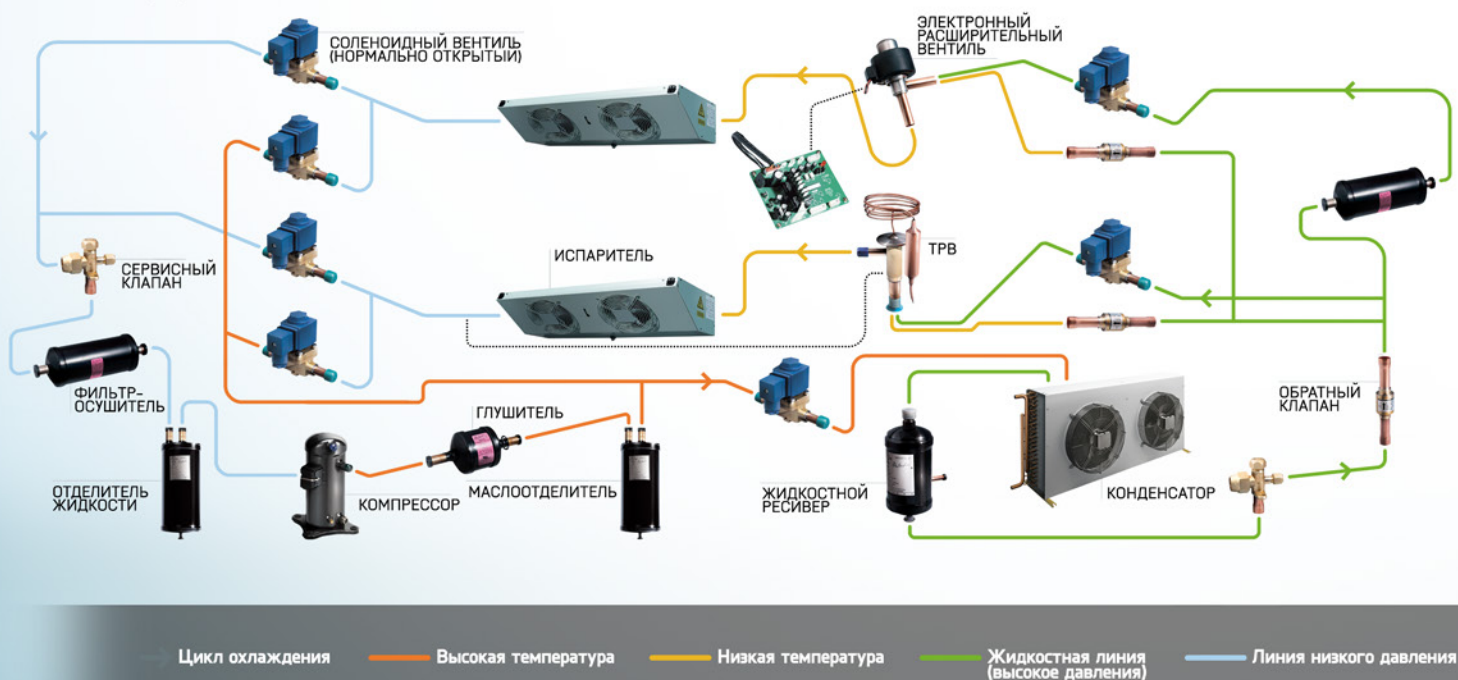 СОЛЕНОИДНЫЙ ВЕНТИЛЬ
(НОРМАЛЬНО ОТКРЫТЫЙ)
ЭЛЕКТРОННЫЙ
РАСШИРИТЕЛЬНЫЙ
ВЕНТИЛЬ
СЕРВИСНЫЙ
КЛАПАН
ИСПАРИТЕЛЬ
ТРВ
ФИЛЬТР-
ОСУШИТЕЛЬ
ГЛУШИТЕЛЬ
ОБРАТНЫЙ
КЛАПАН
ОТДЕЛИТЕЛЬ
ЖИДКОСТИ
КОМПРЕССОР
МАСЛООТДЕЛИТЕЛЬ
ЖИДКОСТНОЙ
РЕСИВЕР
КОНДЕНСАТОР
Цикл охлаждения
Высокая температура
Низкая температура
Жидкостная линия
(высокое давления)
Линия низкого давления